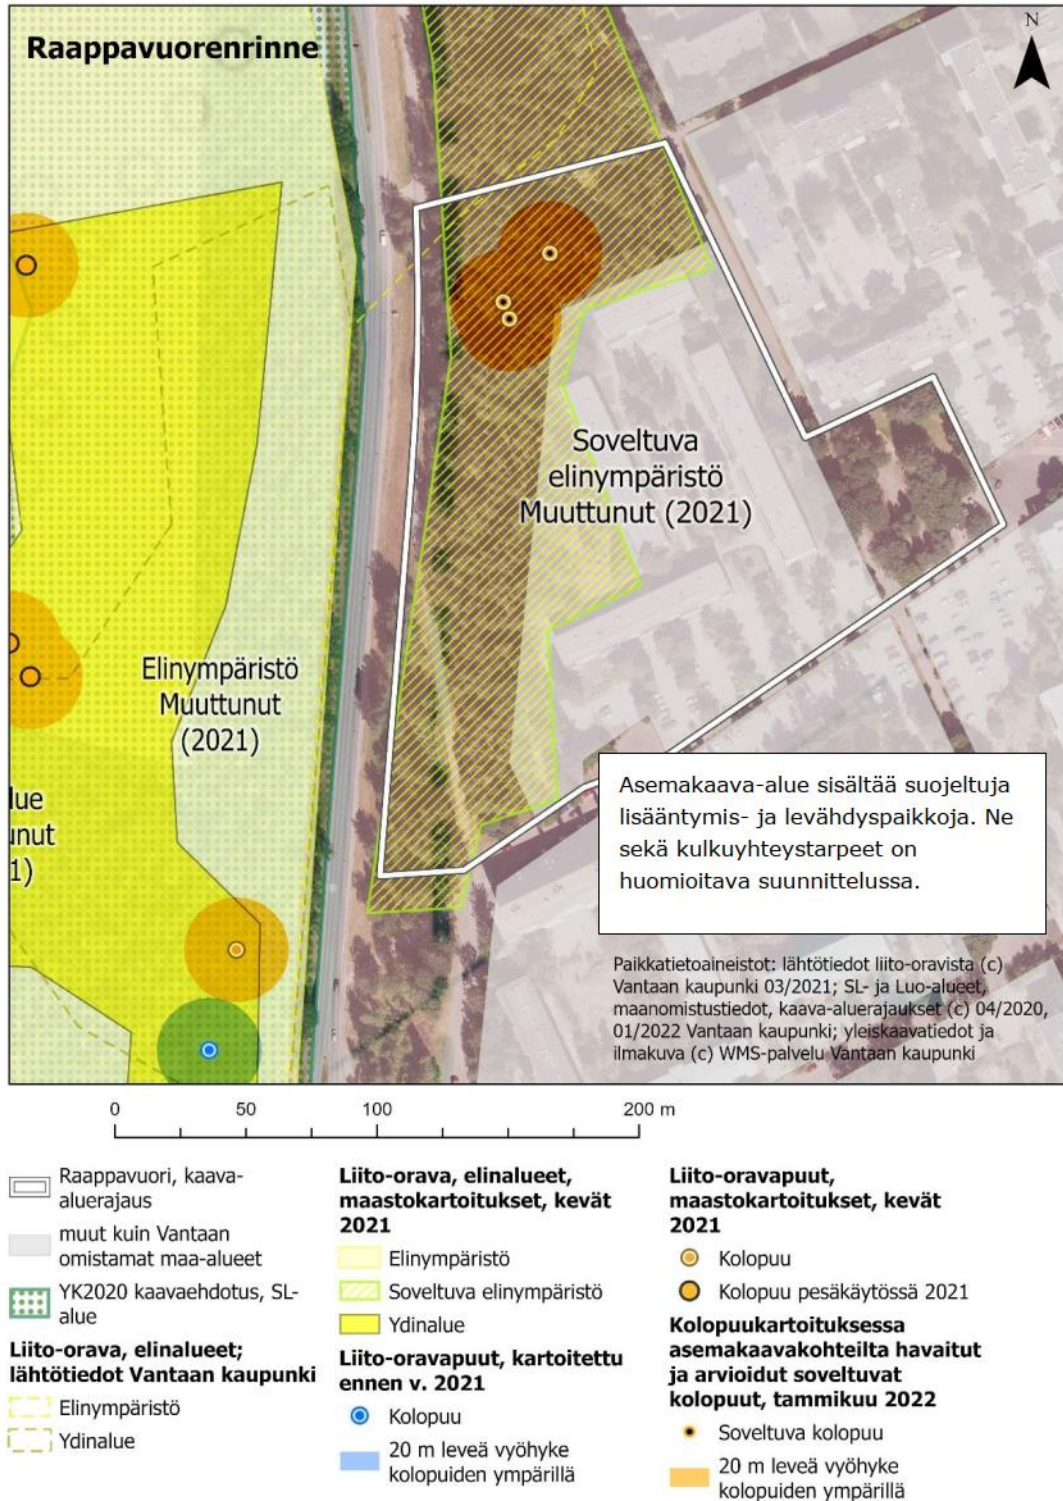 Raappavuorenrinne
N
Soveltuva
elinympäristö
Muuttunut (2021)
Elinympäristö
Muuttunut
(2021)
lue
unut
1)
Asemakaava-alue sisältää suojeltuja
lisääntymis- ja levähdyspaikkoja. Ne
sekä kulkuyhteystarpeet on
huomioitava suunnittelussa.
Paikkatietoaineistot: lähtötiedot liito-oravista (c)
Vantaan kaupunki 03/2021; SL- ja Luo-alueet,
maanomistustiedot, kaava-aluerajaukset (c) 04/2020,
01/2022 Vantaan kaupunki; yleiskaavatiedot ja
ilmakuva (c) WMS-palvelu Vantaan kaupunki
0 50 100 200 m
Raappavuori, kaava-
aluerajaus
muut kuin Vantaan
omistamat maa-alueet
YK2020 kaavaehdotus, SL-
alue
Liito-orava, elinalueet;
lähtötiedot Vantaan kaupunki
Elinympäristö
Ydinalue
Liito-orava, elinalueet,
maastokartoitukset, kevät
2021
Elinympäristö
Soveltuva elinympäristö
Ydinalue
Liito-oravapuut, kartoitettu
ennen v. 2021
Kolopuu
20 m leveä vyöhyke
kolopuiden ympärillä
Liito-oravapuut,
maastokartoitukset, kevät
2021
Kolopuu
Kolopuu pesäkäytössä 2021
Kolopuukartoituksessa
asemakaavakohteilta havaitut
ja arvioidut soveltuvat
kolopuut, tammikuu 2022
Soveltuva kolopuu
20 m leveä vyöhyke
kolopuiden ympärillä